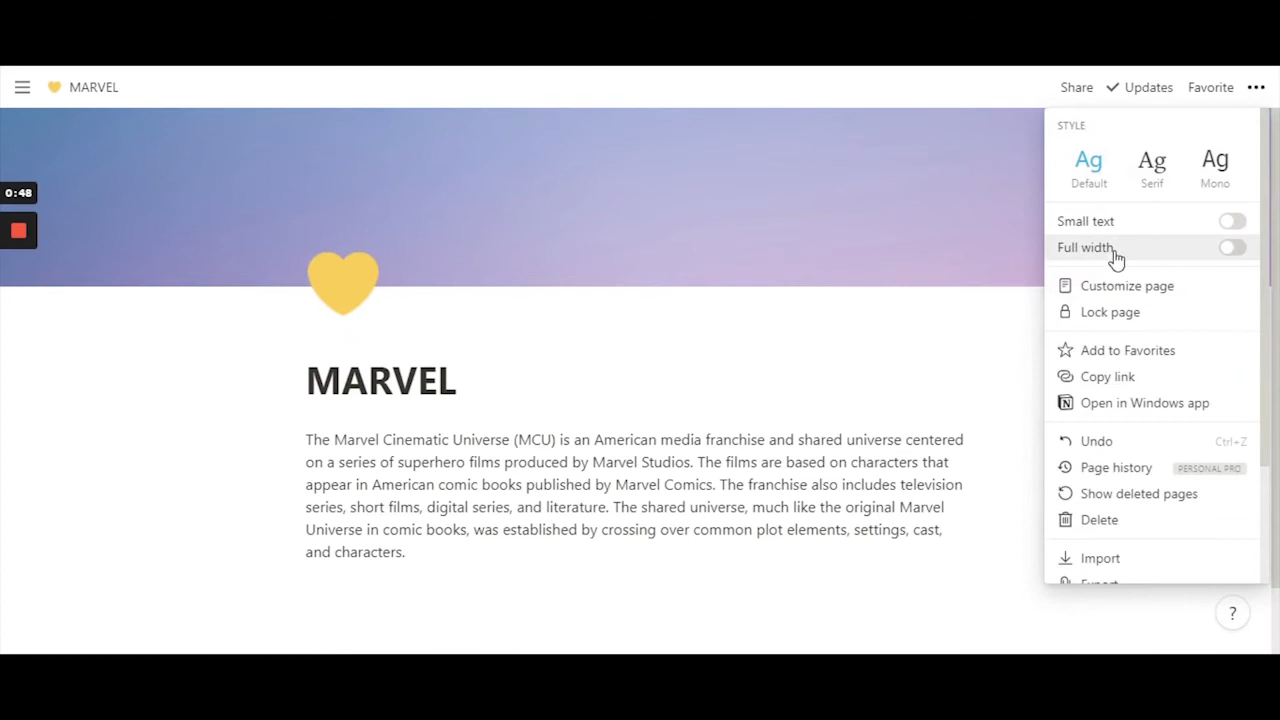 MARVEL
Share
Updates
Favorite
0:48
STYLE
Ag
Ag
Ag
Default
Serif
Mono
Small text
Full width
Customize page
Lock page
Add to Favorites
Copy link
Open in Windows app
Undo Ctrl+Z
Page history PERSONAL PRO
Show deleted pages
Delete
Import
Export
?
MARVEL
The Marvel Cinematic Universe (MCU) is an American media franchise and shared universe centered
on a series of superhero films produced by Marvel Studios. The films are based on characters that
appear in American comic books published by Marvel Comics. The franchise also includes television
series, short films, digital series, and literature. The shared universe, much like the original Marvel
Universe in comic books, was established by crossing over common plot elements, settings, cast,
and characters.